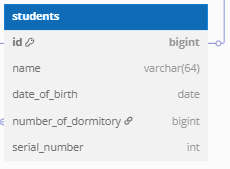 students
id bigint
name varchar(64)
date_of_birth date
number_of_dormitory bigint
serial_number int